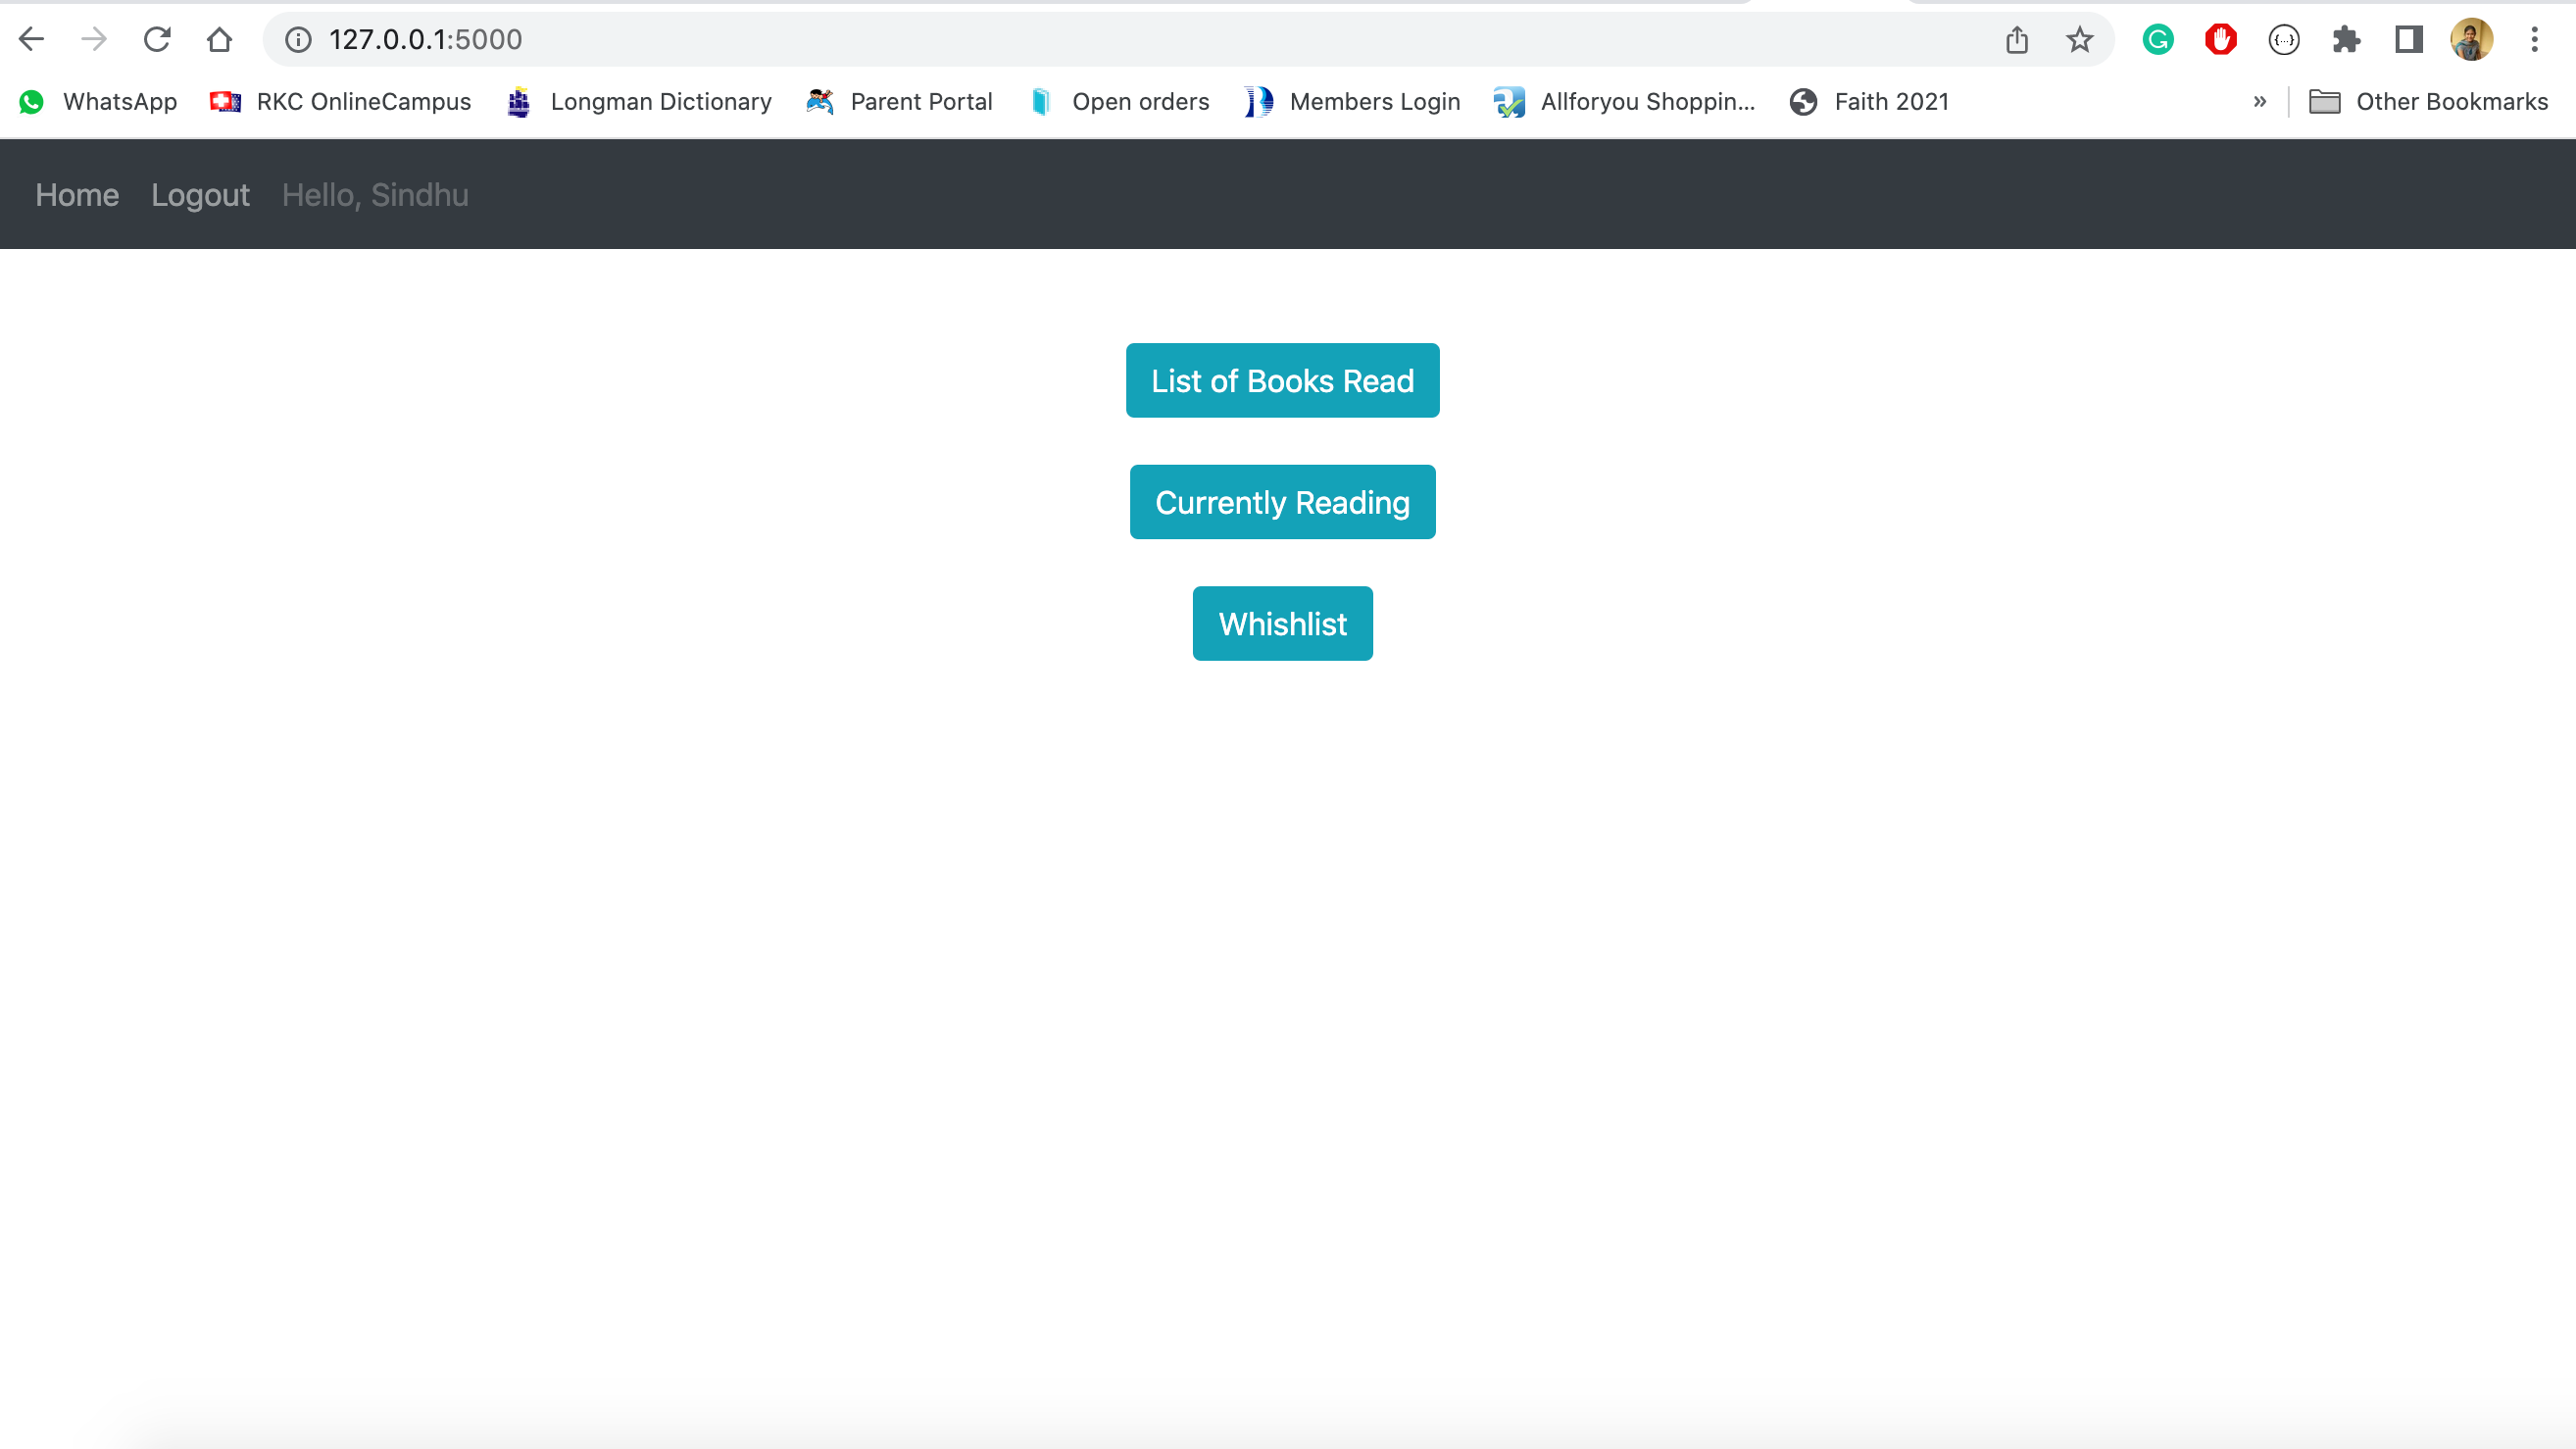 127.0.0.1:5000
WhatsApp RKC OnlineCampus Longman Dictionary Parent Portal Open orders Members Login Allforyou Shoppin... Faith 2021 » Other Bookmarks
Home Logout Hello, Sindhu
List of Books Read
Currently Reading
Whishlist